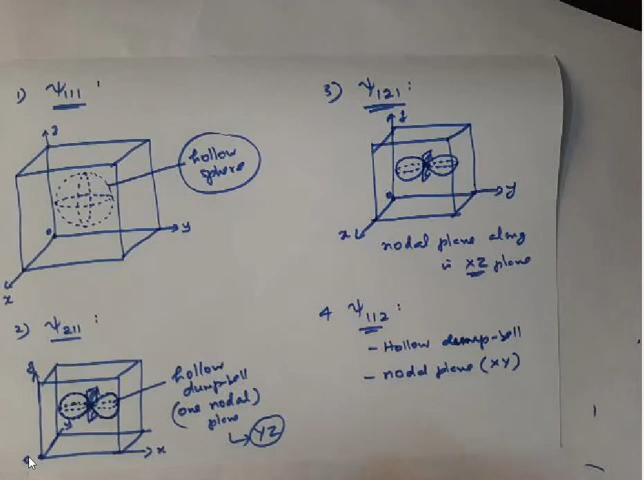 1) Ψ111 :
z
hollow
sphere
o
y
x
2) Ψ211 :
z
hollow
dump-bell
(one nodal)
plane
↳ YZ
y
x
3) Ψ121 :
z
o
y
x
nodal plane along
is XZ plane
4 Ψ112 :
- Hollow dump-bell
- nodal plane (XY)